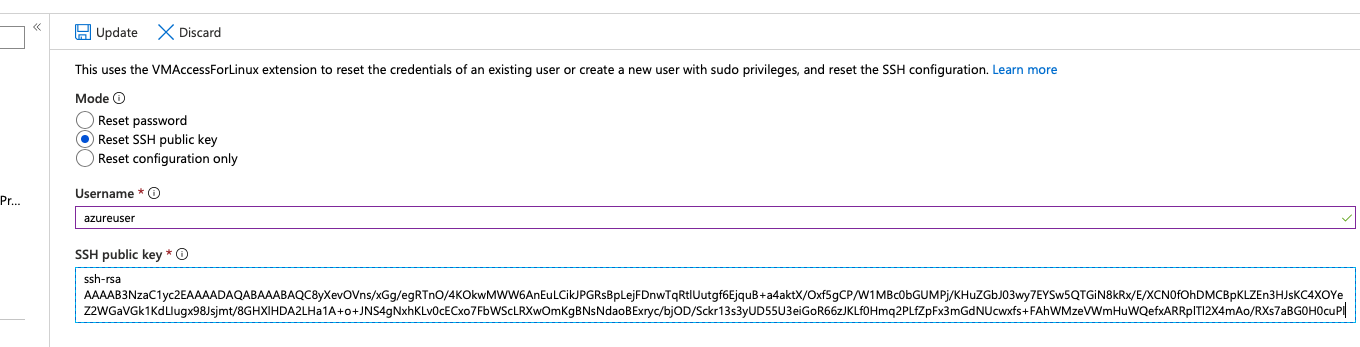 «
Update Discard
This uses the VMAccessForLinux extension to reset the credentials of an existing user or create a new user with sudo privileges, and reset the SSH configuration. Learn more
Mode
Reset password
Reset SSH public key
Reset configuration only
Pr...
Username *
azureuser
SSH public key *
ssh-rsa
AAAAB3NzaC1yc2EAAAADAQABAAABAQC8yXevOVns/xGg/egRTnO/4KOkwMWW6AnEuLCikJPGRsBpLejFDnwTqRtlUutgf6EjquB+a4aktX/Oxf5gCP/W1MBc0bGUMPj/KHuZGbJ03wy7EYSw5QTGiN8kRx/E/XCN0fOhDMCBpKLZEn3HJsKC4XOYe
Z2WGaVGk1KdLIugx98Jsjmt/8GHXlHDA2LHa1A+o+JNS4gNxhKLv0cECxo7FbWScLRXwOmKgBNsNdaoBExryc/bjOD/Sckr13s3yUD55U3eiGoR66zJKLf0Hmq2PLfZpFx3mGdNUcwxfs+FAhWMzeVWmHuWQefxARRplTl2X4mAo/RXs7aBG0H0cuPl